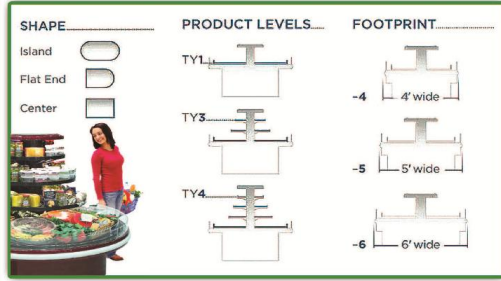 SHAPE
Island
Flat End
Center
PRODUCT LEVELS
TY1
TY3
TY4
FOOTPRINT
-4 4' wide
-5 5' wide
-6 6' wide